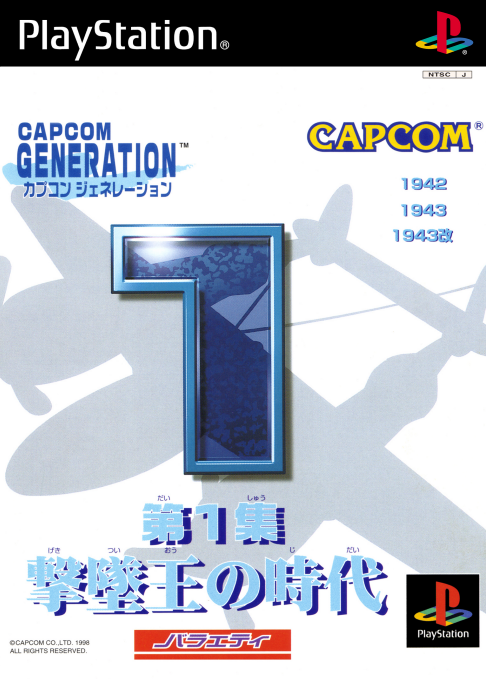 PlayStation®
NTSC J
CAPCOM
GENERATION™
カプコン ジェネレーション
CAPCOM®
1942
1943
1943改
だい しゅう
第1集
げき つい おう じ だい
撃墜王の時代
バラエティ
©CAPCOM CO.,LTD. 1998
ALL RIGHTS RESERVED.
PlayStation